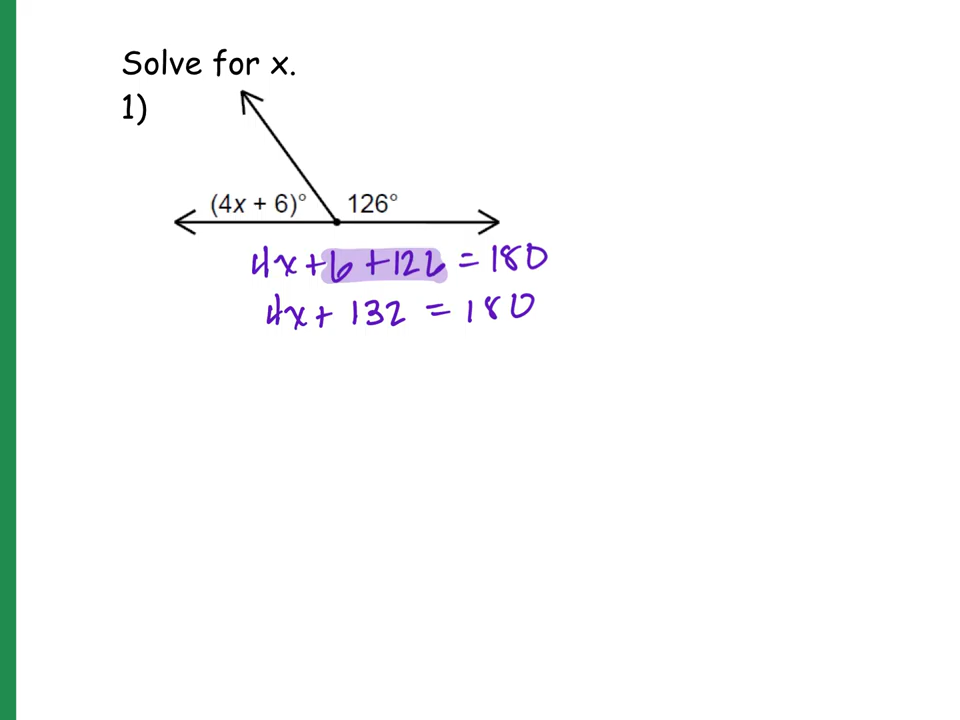 Solve for x.
1)
(4x + 6)° 126°
4x + 6 + 126 = 180
4x + 132 = 180